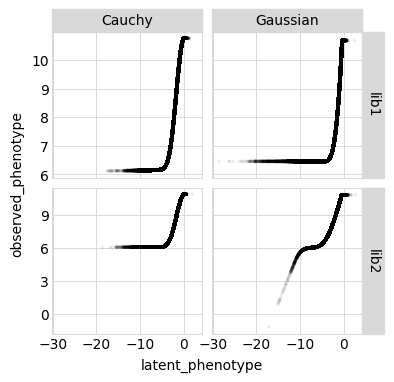 Cauchy Gaussian
observed_phenotype
10
9
8
7
6
lib1
9
6
3
0
lib2
−30 −20 −10 0 −30 −20 −10 0
latent_phenotype